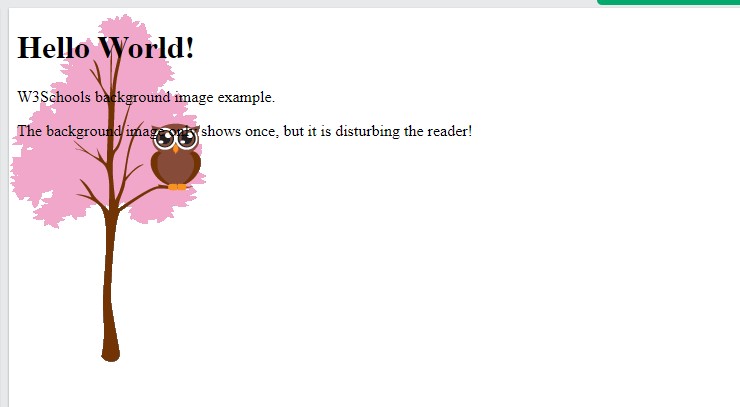 Hello World!
W3Schools background image example.
The background image only shows once, but it is disturbing the reader!